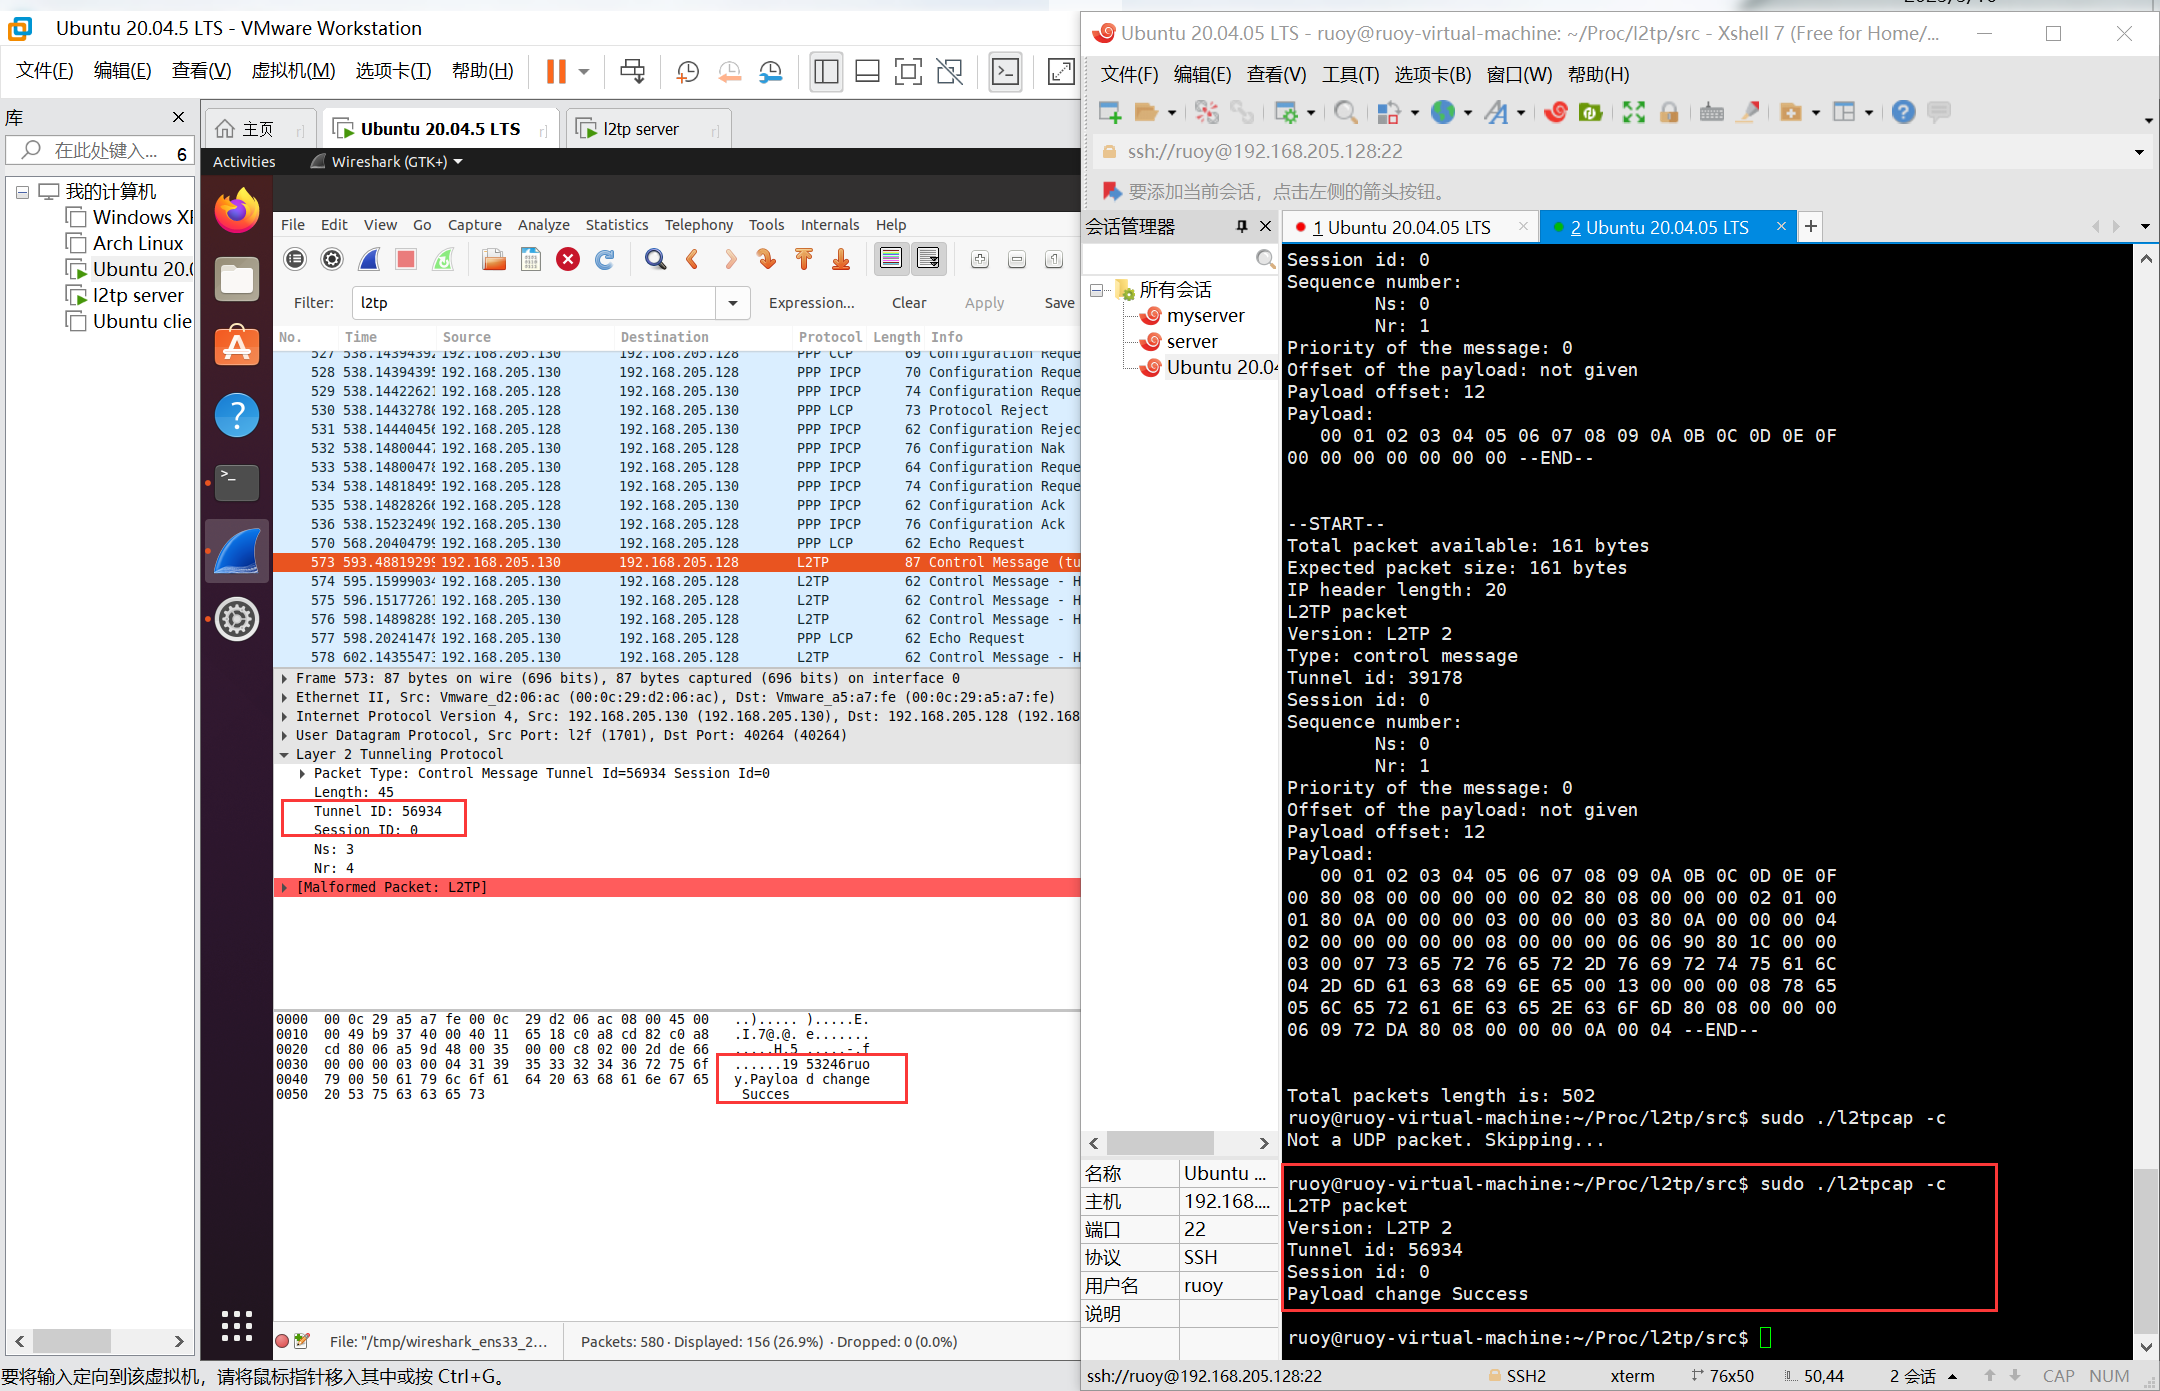 Ubuntu 20.04.5 LTS - VMware Workstation
文件(F) 编辑(E) 查看(V) 虚拟机(M) 选项卡(T) 帮助(H)
库
在此处键入... 6
我的计算机
Windows XP
Arch Linux
Ubuntu 20.0
l2tp server
Ubuntu clie
主页
Ubuntu 20.04.5 LTS
l2tp server
Activities
Wireshark (GTK+)
File Edit View Go Capture Analyze Statistics Telephony Tools Internals Help
Filter: l2tp Expression... Clear Apply Save
No. Time Source Destination Protocol Length Info
527 538.14394392 192.168.205.130 192.168.205.128 PPP CCP 69 Configuration Reque
528 538.14394395 192.168.205.130 192.168.205.128 PPP IPCP 70 Configuration Reque
529 538.14422621 192.168.205.128 192.168.205.130 PPP IPCP 74 Configuration Reque
530 538.14432780 192.168.205.128 192.168.205.130 PPP LCP 73 Protocol Reject
531 538.14440456 192.168.205.128 192.168.205.130 PPP IPCP 62 Configuration Rejec
532 538.14800447 192.168.205.130 192.168.205.128 PPP IPCP 76 Configuration Nak
533 538.14800478 192.168.205.130 192.168.205.128 PPP IPCP 64 Configuration Reque
534 538.14818495 192.168.205.128 192.168.205.130 PPP IPCP 74 Configuration Reque
535 538.14828266 192.168.205.128 192.168.205.130 PPP IPCP 62 Configuration Ack
536 538.15232490 192.168.205.130 192.168.205.128 PPP IPCP 76 Configuration Ack
570 568.20404799 192.168.205.130 192.168.205.128 PPP LCP 62 Echo Request
573 593.48819299 192.168.205.130 192.168.205.128 L2TP 87 Control Message (tu
574 595.15999034 192.168.205.130 192.168.205.128 L2TP 62 Control Message - H
575 596.15177261 192.168.205.130 192.168.205.128 L2TP 62 Control Message - H
576 598.14898289 192.168.205.130 192.168.205.128 L2TP 62 Control Message - H
577 598.20241478 192.168.205.130 192.168.205.128 PPP LCP 62 Echo Request
578 602.14355473 192.168.205.130 192.168.205.128 L2TP 62 Control Message - H
Frame 573: 87 bytes on wire (696 bits), 87 bytes captured (696 bits) on interface 0
Ethernet II, Src: Vmware_d2:06:ac (00:0c:29:d2:06:ac), Dst: Vmware_a5:a7:fe (00:0c:29:a5:a7:fe)
Internet Protocol Version 4, Src: 192.168.205.130 (192.168.205.130), Dst: 192.168.205.128 (192.168
User Datagram Protocol, Src Port: l2f (1701), Dst Port: 40264 (40264)
Layer 2 Tunneling Protocol
Packet Type: Control Message Tunnel Id=56934 Session Id=0
Length: 45
Tunnel ID: 56934
Session ID: 0
Ns: 3
Nr: 4
[Malformed Packet: L2TP]
0000 00 0c 29 a5 a7 fe 00 0c 29 d2 06 ac 08 00 45 00 ..)..... ).....E.
0010 00 49 b9 37 40 00 40 11 65 18 c0 a8 cd 82 c0 a8 .I.7@.@. e.......
0020 cd 80 06 a5 9d 48 00 35 00 00 c8 02 00 2d de 66 .....H.5 .....-.f
0030 00 00 00 03 00 04 31 39 35 33 32 34 36 72 75 6f ......19 53246ruo
0040 79 00 50 61 79 6c 6f 61 64 20 63 68 61 6e 67 65 y.Payloa d change
0050 20 53 75 63 63 65 73 Succes
File: "/tmp/wireshark_ens33_2... Packets: 580 · Displayed: 156 (26.9%) · Dropped: 0 (0.0%)
要将输入定向到该虚拟机，请将鼠标指针移入其中或按 Ctrl+G。
Ubuntu 20.04.05 LTS - ruoy@ruoy-virtual-machine: ~/Proc/l2tp/src - Xshell 7 (Free for Home/...
文件(F) 编辑(E) 查看(V) 工具(T) 选项卡(B) 窗口(W) 帮助(H)
ssh://ruoy@192.168.205.128:22
要添加当前会话，点击左侧的箭头按钮。
会话管理器
1 Ubuntu 20.04.05 LTS
2 Ubuntu 20.04.05 LTS
所有会话
myserver
server
Ubuntu 20.04
名称 Ubuntu ...
主机 192.168....
端口 22
协议 SSH
用户名 ruoy
说明
Session id: 0
Sequence number:
Ns: 0
Nr: 1
Priority of the message: 0
Offset of the payload: not given
Payload offset: 12
Payload:
00 01 02 03 04 05 06 07 08 09 0A 0B 0C 0D 0E 0F
00 00 00 00 00 00 00 --END--
--START--
Total packet available: 161 bytes
Expected packet size: 161 bytes
IP header length: 20
L2TP packet
Version: L2TP 2
Type: control message
Tunnel id: 39178
Session id: 0
Sequence number:
Ns: 0
Nr: 1
Priority of the message: 0
Offset of the payload: not given
Payload offset: 12
Payload:
00 01 02 03 04 05 06 07 08 09 0A 0B 0C 0D 0E 0F
00 80 08 00 00 00 00 00 02 80 08 00 00 00 02 01 00
01 80 0A 00 00 00 03 00 00 00 03 80 0A 00 00 00 04
02 00 00 00 00 00 08 00 00 00 06 06 90 80 1C 00 00
03 00 07 73 65 72 76 65 72 2D 76 69 72 74 75 61 6C
04 2D 6D 61 63 68 69 6E 65 00 13 00 00 00 08 78 65
05 6C 65 72 61 6E 63 65 2E 63 6F 6D 80 08 00 00 00
06 09 72 DA 80 08 00 00 00 0A 00 04 --END--
Total packets length is: 502
ruoy@ruoy-virtual-machine:~/Proc/l2tp/src$ sudo ./l2tpcap -c
Not a UDP packet. Skipping...
ruoy@ruoy-virtual-machine:~/Proc/l2tp/src$ sudo ./l2tpcap -c
L2TP packet
Version: L2TP 2
Tunnel id: 56934
Session id: 0
Payload change Success
ruoy@ruoy-virtual-machine:~/Proc/l2tp/src$
ssh://ruoy@192.168.205.128:22 SSH2 xterm 76x50 50,44 2 会话 CAP NUM